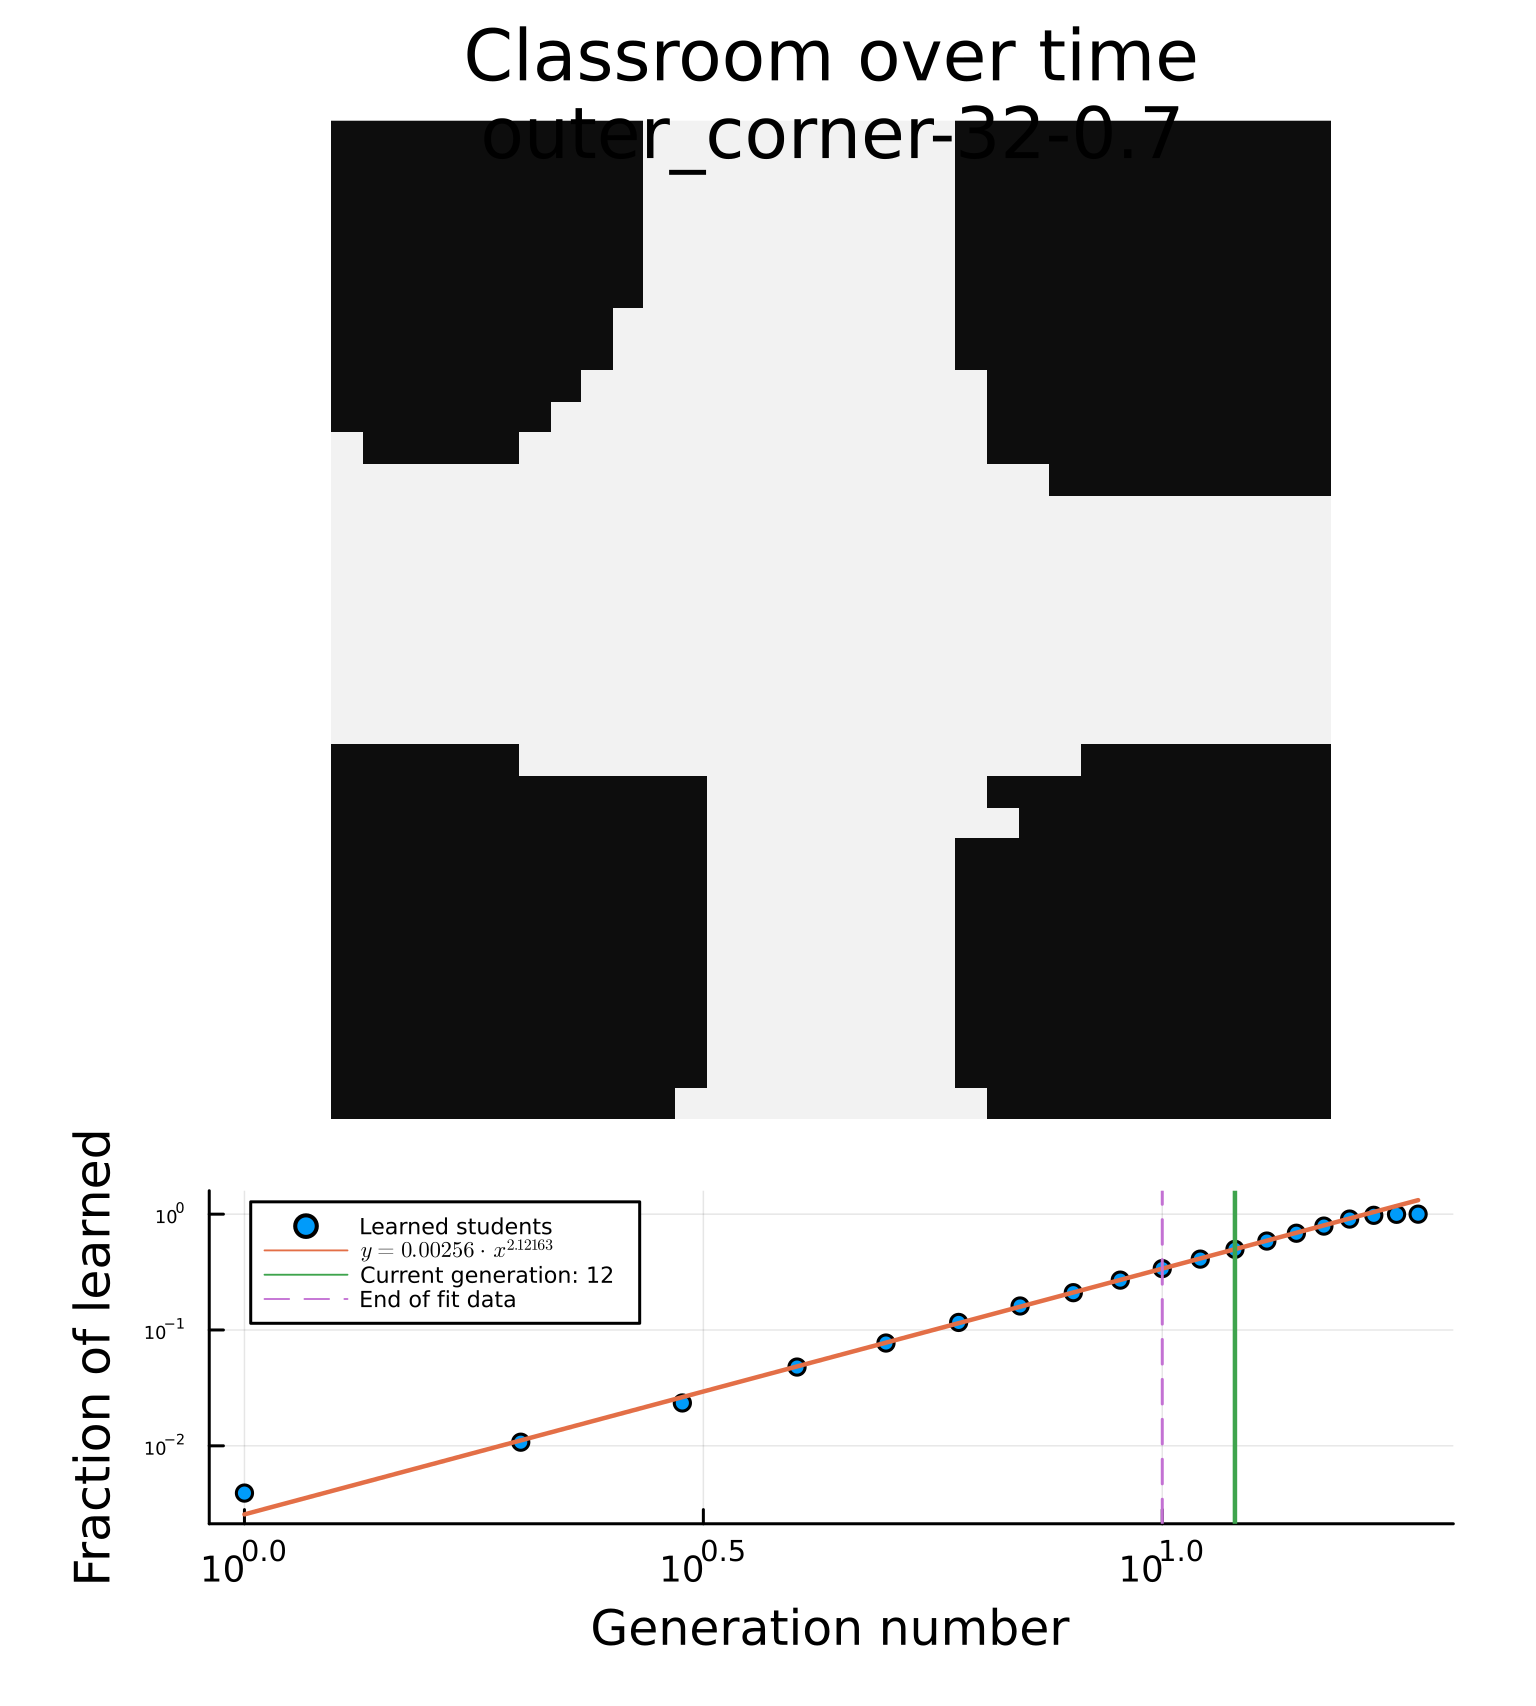 Classroom over time
outer_corner-32-0.7
Fraction of learned
10⁰
10⁻¹
10⁻²
Learned students
y = 0.00256 · x^2.12163
Current generation: 12
End of fit data
10^0.0
10^0.5
10^1.0
Generation number